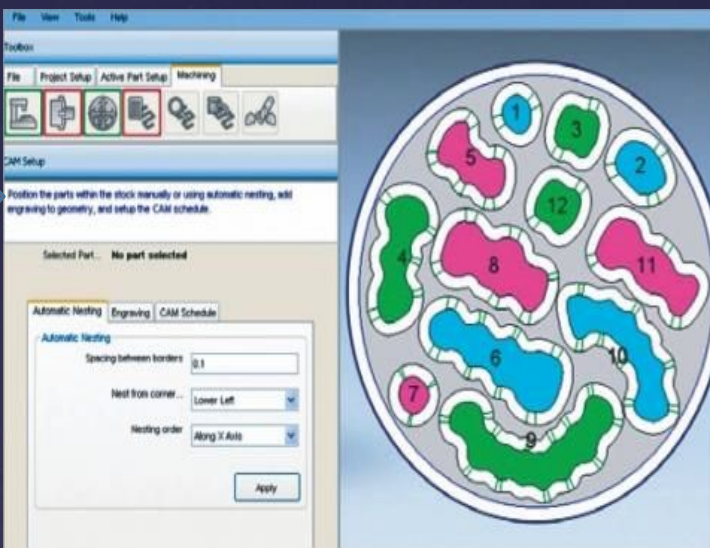 File View Tools Help
Toolbox
File Project Setup Active Part Setup Machining
CAM Setup
Position the parts within the stock manually or using automatic nesting, add
engraving to geometry, and setup the CAM schedule.
Selected Part... No part selected
Automatic Nesting Engraving CAM Schedule
Automatic Nesting
Spacing between borders 0.1
Nest from corner... Lower Left
Nesting order Along X Axis
Apply
1
3
5
2
12
4
8
11
6
10
7
9